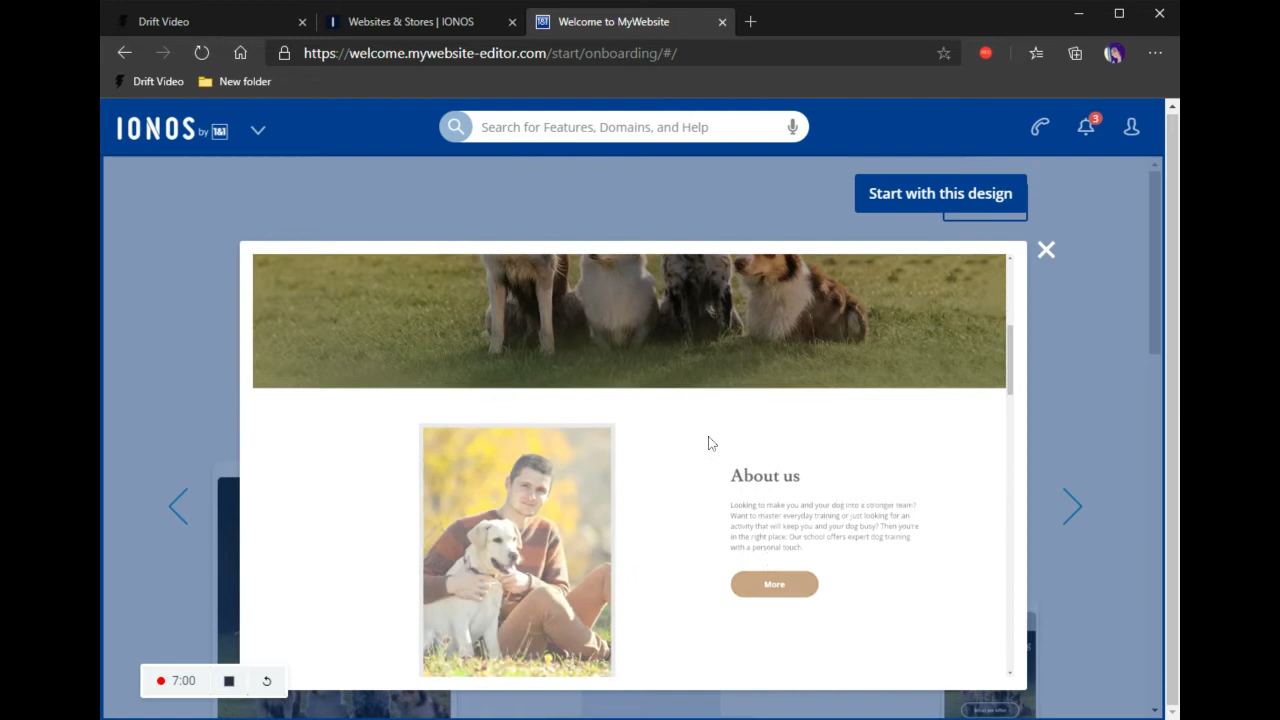 Drift Video
Websites & Stores | IONOS
Welcome to MyWebsite
https://welcome.mywebsite-editor.com/start/onboarding/#/
Drift Video
New folder
IONOS by 1&1
Search for Features, Domains, and Help
3
Start with this design
About us
Looking to make you and your dog into a stronger team?
Want to master everyday training or just looking for an
activity that will keep you and your dog busy? Then you're
in the right place: Our school offers expert dog training
with a personal touch.
More
7:00